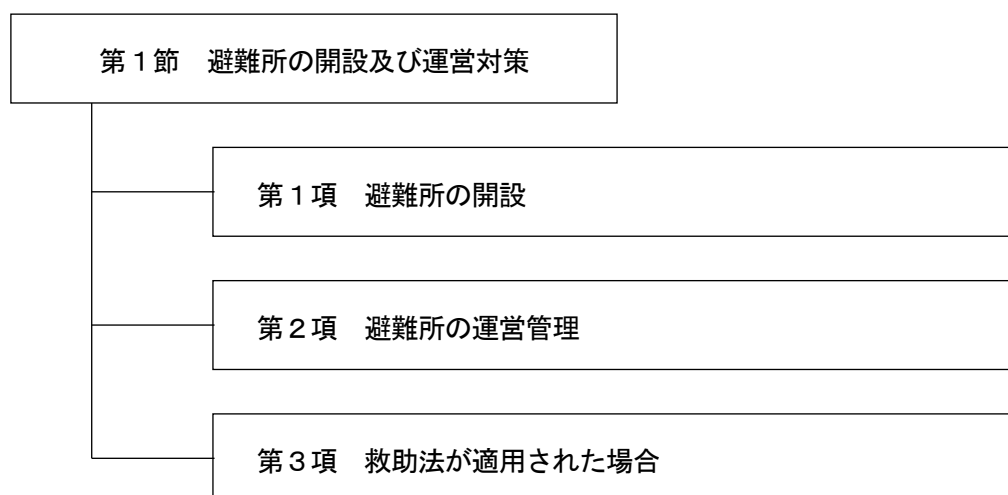 第１節　避難所の開設及び運営対策
第１項　避難所の開設
第２項　避難所の運営管理
第３項　救助法が適用された場合